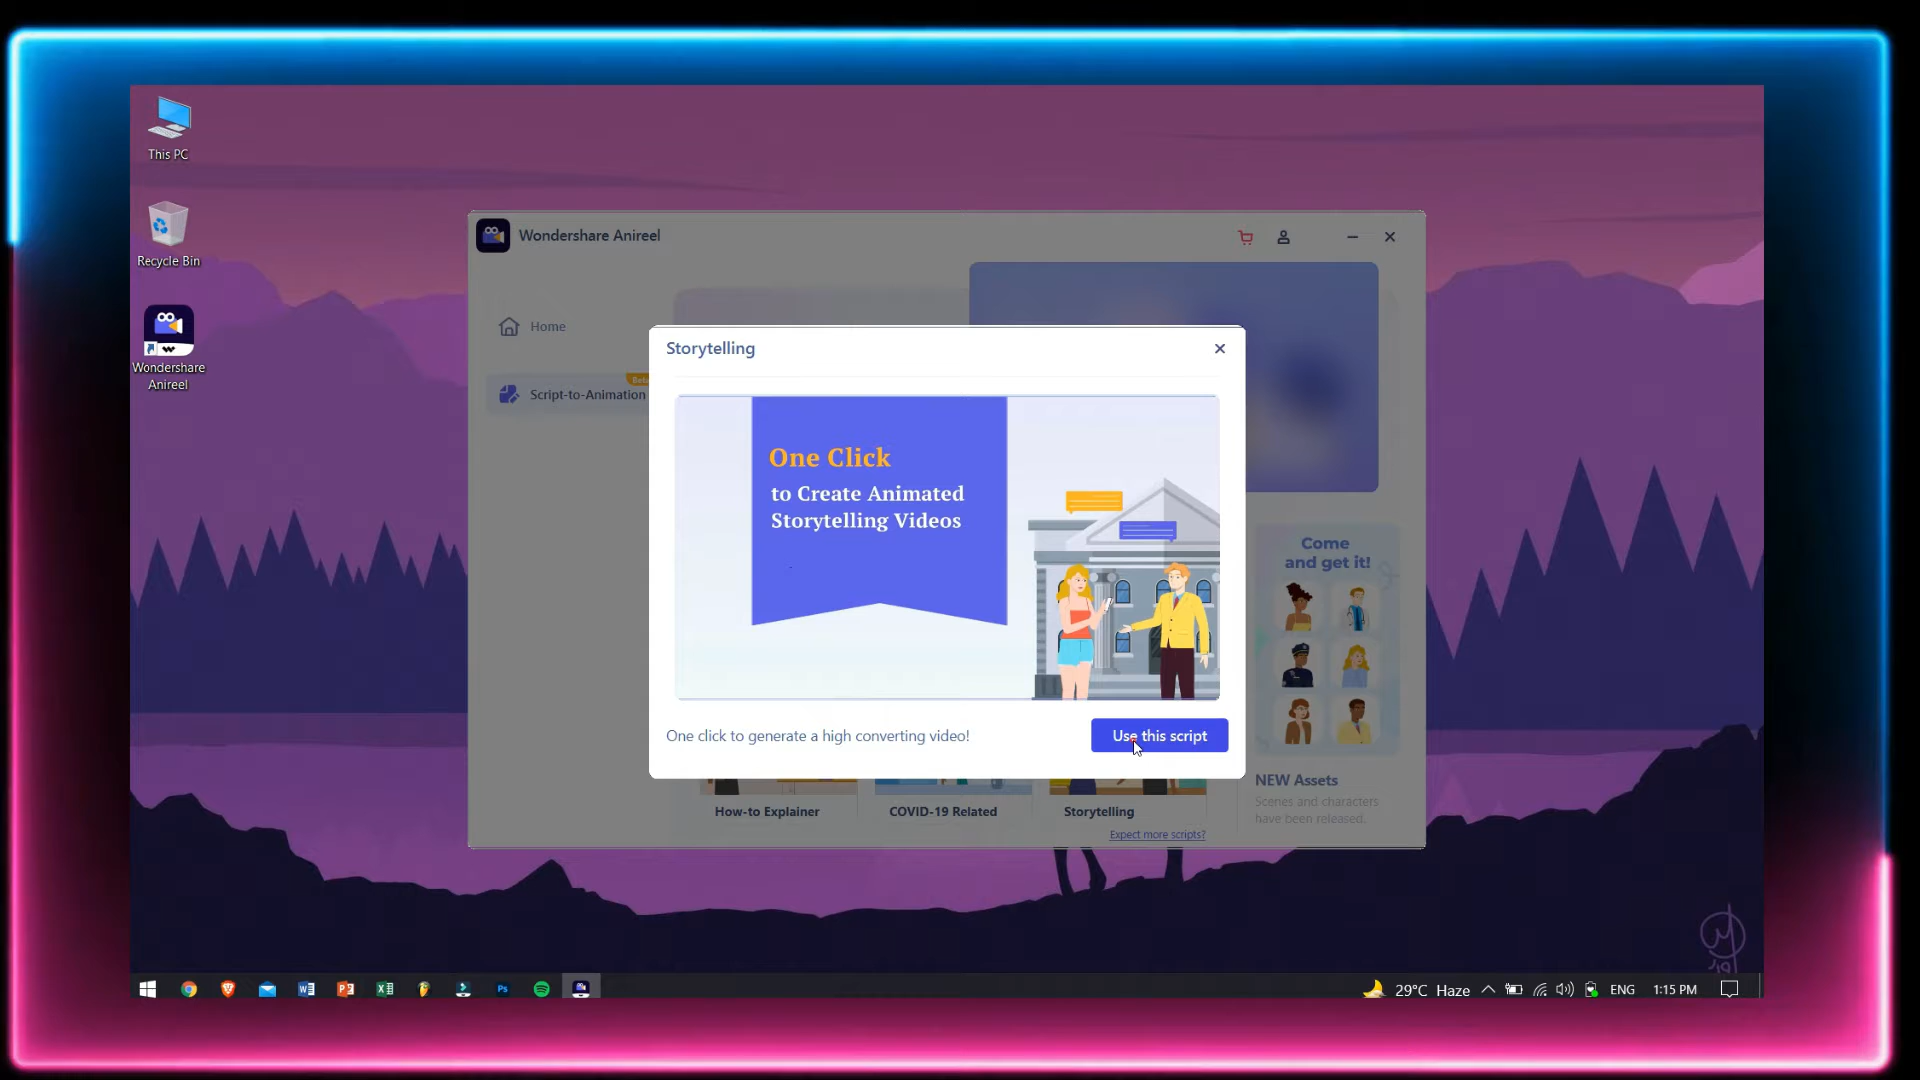 This PC
Recycle Bin
Wondershare
Anireel
Wondershare Anireel
Home
Beta
Script-to-Animation
Storytelling
One Click
to Create Animated
Storytelling Videos
One click to generate a high converting video!
Use this script
How-to Explainer
COVID-19 Related
Storytelling
Expect more scripts?
Come
and get it!
NEW Assets
Scenes and characters
have been released.
29°C Haze
ENG
1:15 PM